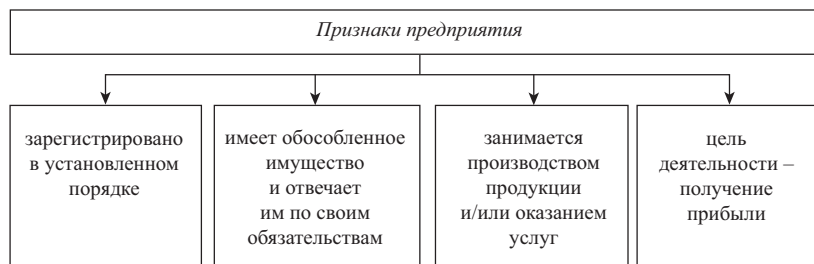 Признаки предприятия
зарегистрировано
в установленном
порядке
имеет обособленное
имущество
и отвечает
им по своим
обязательствам
занимается
производством
продукции
и/или оказанием
услуг
цель
деятельности –
получение
прибыли